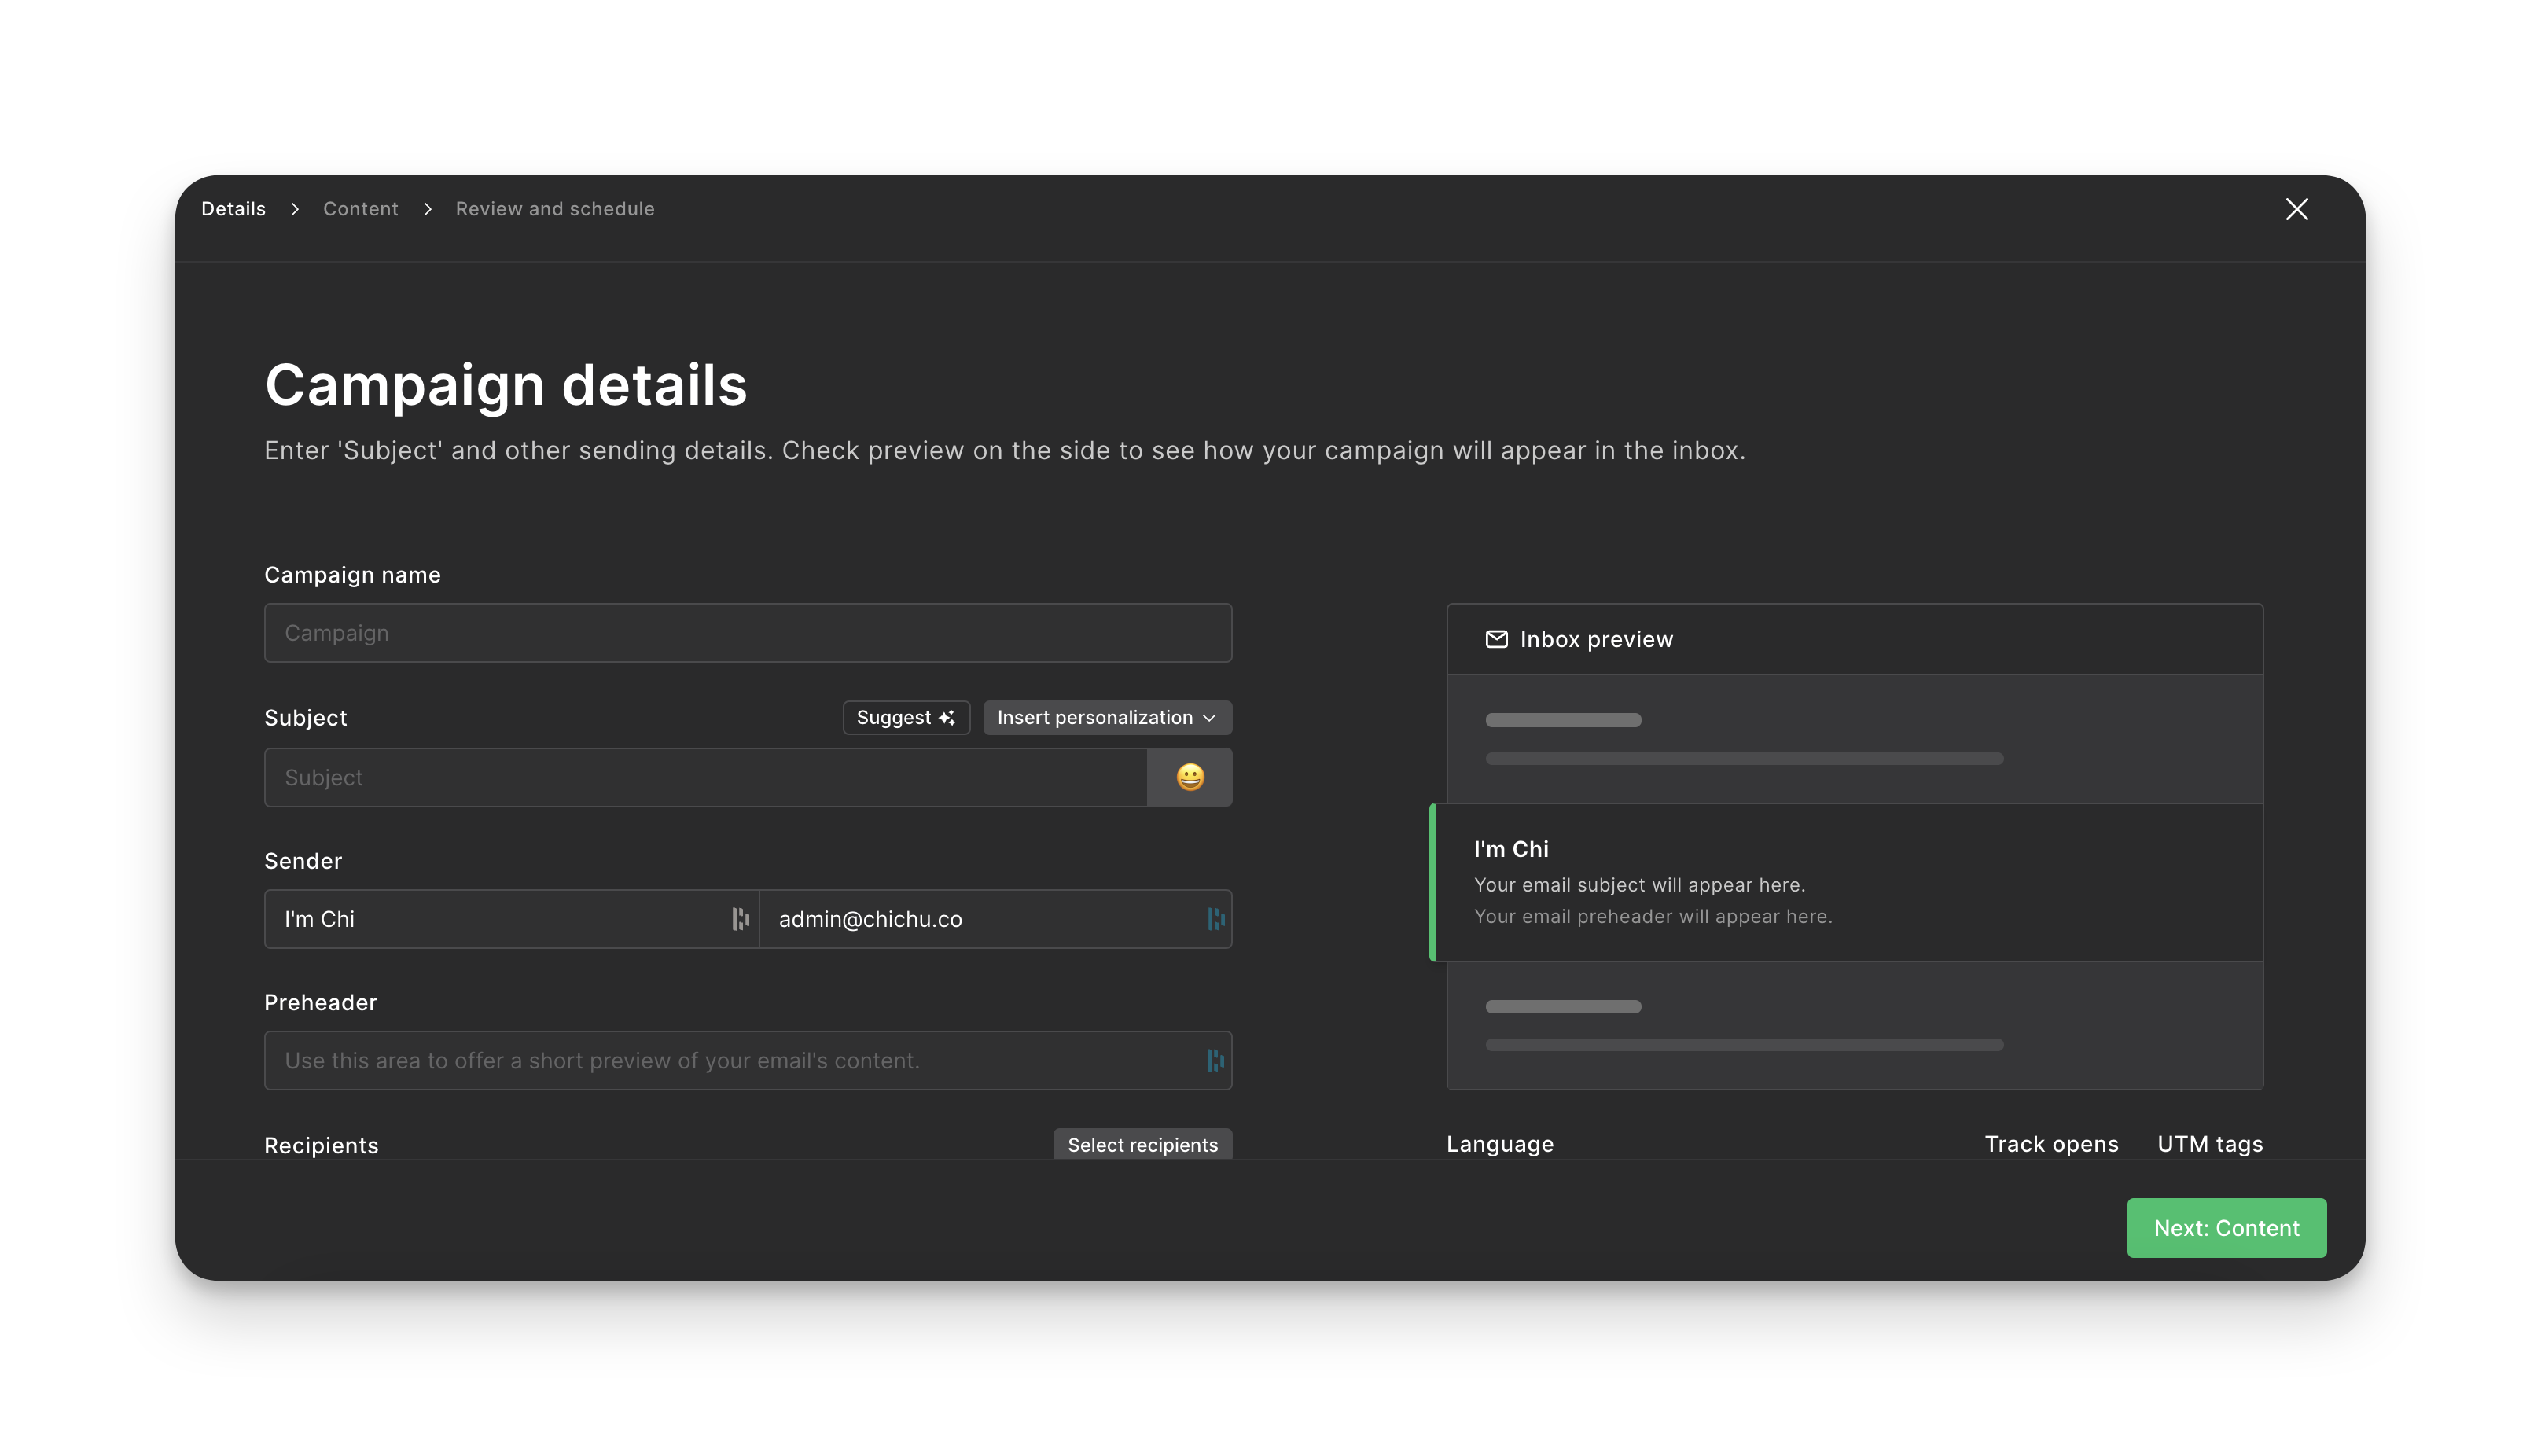 Details > Content > Review and schedule
Campaign details
Enter 'Subject' and other sending details. Check preview on the side to see how your campaign will appear in the inbox.
Campaign name
Campaign
Subject
Suggest
Insert personalization
Subject
Sender
I'm Chi
admin@chichu.co
Preheader
Use this area to offer a short preview of your email's content.
Recipients
Select recipients
Inbox preview
I'm Chi
Your email subject will appear here.
Your email preheader will appear here.
Language
Track opens
UTM tags
Next: Content